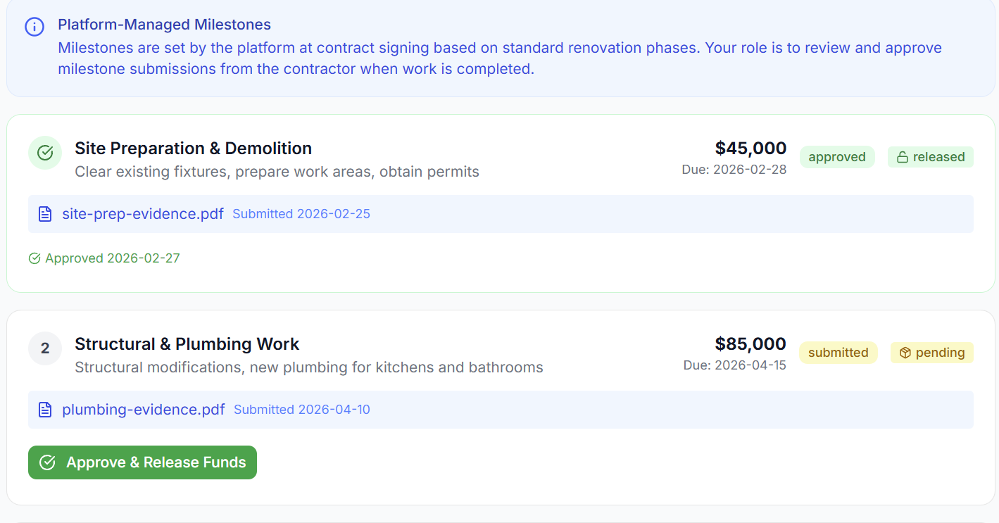 Platform-Managed Milestones
Milestones are set by the platform at contract signing based on standard renovation phases. Your role is to review and approve
milestone submissions from the contractor when work is completed.
Site Preparation & Demolition
Clear existing fixtures, prepare work areas, obtain permits
$45,000
Due: 2026-02-28
approved
released
site-prep-evidence.pdf Submitted 2026-02-25
Approved 2026-02-27
2
Structural & Plumbing Work
Structural modifications, new plumbing for kitchens and bathrooms
$85,000
Due: 2026-04-15
submitted
pending
plumbing-evidence.pdf Submitted 2026-04-10
Approve & Release Funds